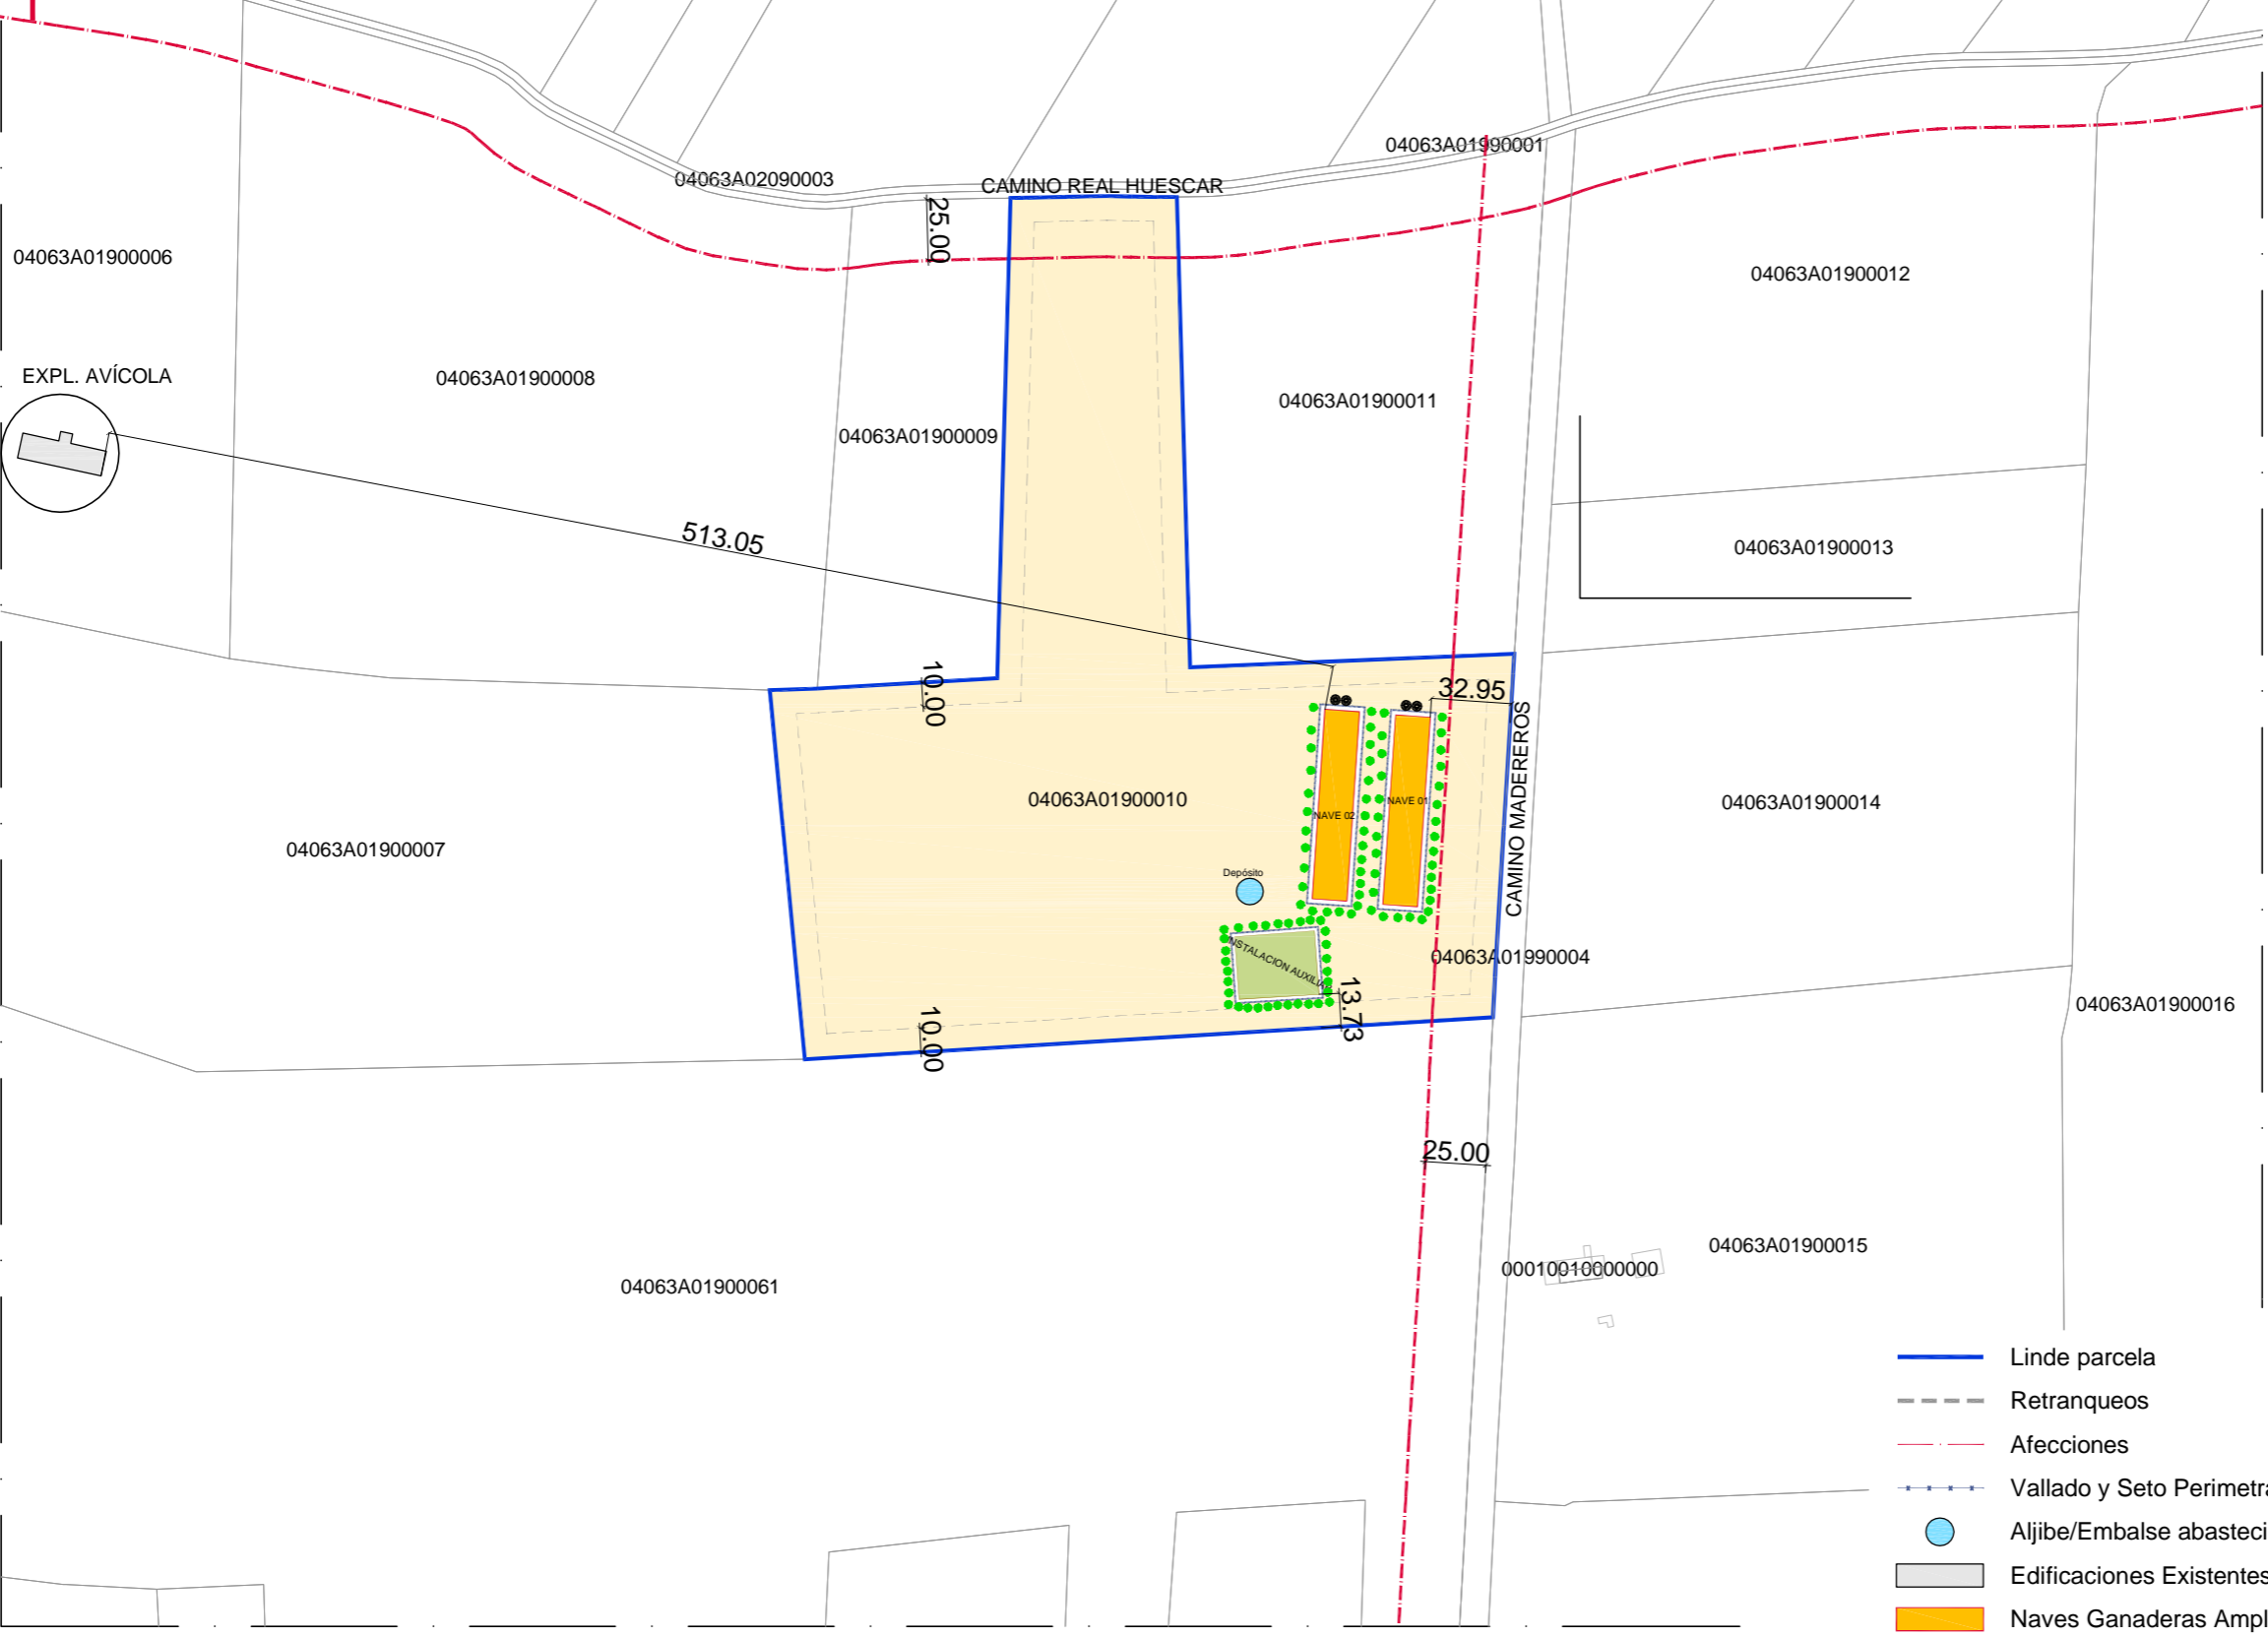 04063A01990001
04063A02090003
CAMINO REAL HUESCAR
25.00
04063A01900006
04063A01900012
EXPL. AVÍCOLA
04063A01900008
04063A01900011
04063A01900009
513.05
04063A01900013
10.00
32.95
CAMINO MADEREROS
04063A01900010
NAVE 01
NAVE 02
04063A01900014
04063A01900007
Depósito
INSTALACION AUXILIAR
04063A01990004
13.73
04063A01900016
10.00
25.00
04063A01900015
00010010000000
04063A01900061
Linde parcela
Retranqueos
Afecciones
Vallado y Seto Perimetra
Aljibe/Embalse abasteci
Edificaciones Existentes
Naves Ganaderas Ampl